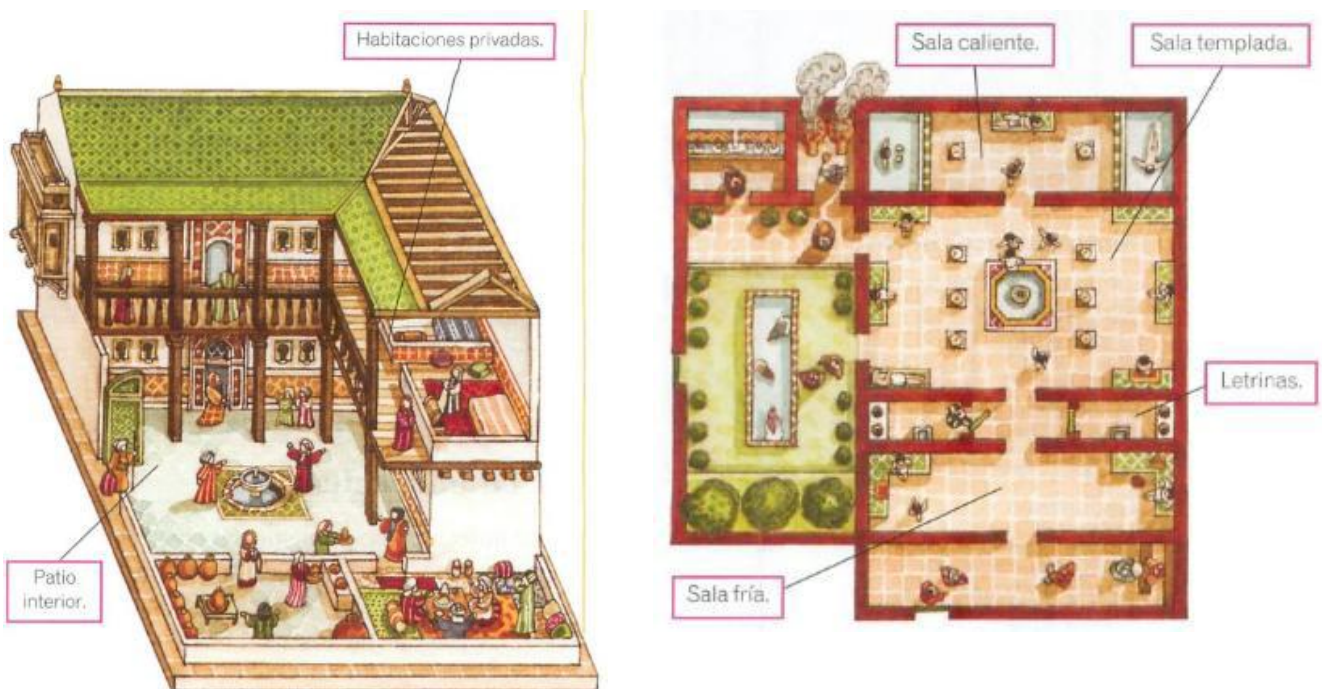 Habitaciones privadas.
Patio
interior.
Sala caliente.
Sala templada.
Letrinas.
Sala fría.